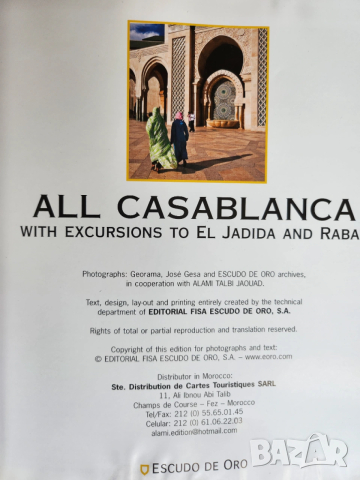 ALL CASABLANCA
WITH EXCURSIONS TO EL JADIDA AND RABA
Photographs: Georama, José Gesa and ESCUDO DE ORO archives,
in cooperation with ALAMI TALBI JAOUAD.
Text, design, lay-out and printing entirely created by the technical
department of EDITORIAL FISA ESCUDO DE ORO, S.A.
Rights of total or partial reproduction and translation reserved.
Copyright of this edition for photographs and text:
© EDITORIAL FISA ESCUDO DE ORO, S.A. – www.eoro.com
Distributor in Morocco:
Ste. Distribution de Cartes Touristiques SARL
11, Ali Ibnou Abi Talib
Champs de Course – Fez – Morocco
Tel/Fax: 212 (0) 55.65.01.45
Celular: 212 (0) 61.06.22.03
alami.edition@hotmail.com
ESCUDO DE ORO
bazar.bg